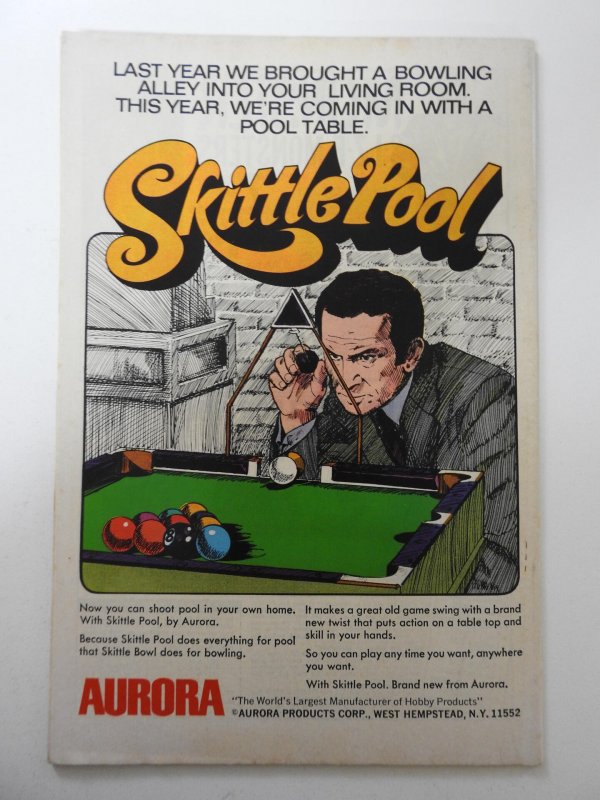 LAST YEAR WE BROUGHT A BOWLING
ALLEY INTO YOUR LIVING ROOM.
THIS YEAR, WE'RE COMING IN WITH A
POOL TABLE.
Skittle Pool
8
Now you can shoot pool in your own home.
With Skittle Pool, by Aurora.
Because Skittle Pool does everything for pool
that Skittle Bowl does for bowling.
It makes a great old game swing with a brand
new twist that puts action on a table top and
skill in your hands.
So you can play any time you want, anywhere
you want.
With Skittle Pool. Brand new from Aurora.
AURORA
"The World's Largest Manufacturer of Hobby Products"
©AURORA PRODUCTS CORP., WEST HEMPSTEAD, N.Y. 11552